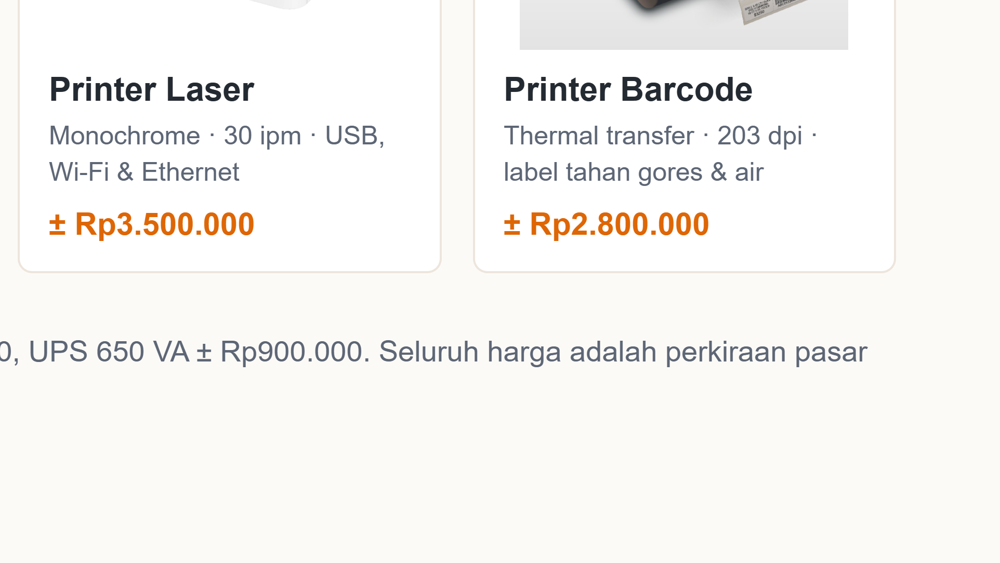 Printer Laser
Monochrome · 30 ipm · USB,
Wi-Fi & Ethernet
± Rp3.500.000
$3250
Printer Barcode
Thermal transfer · 203 dpi ·
label tahan gores & air
± Rp2.800.000
0, UPS 650 VA ± Rp900.000. Seluruh harga adalah perkiraan pasar